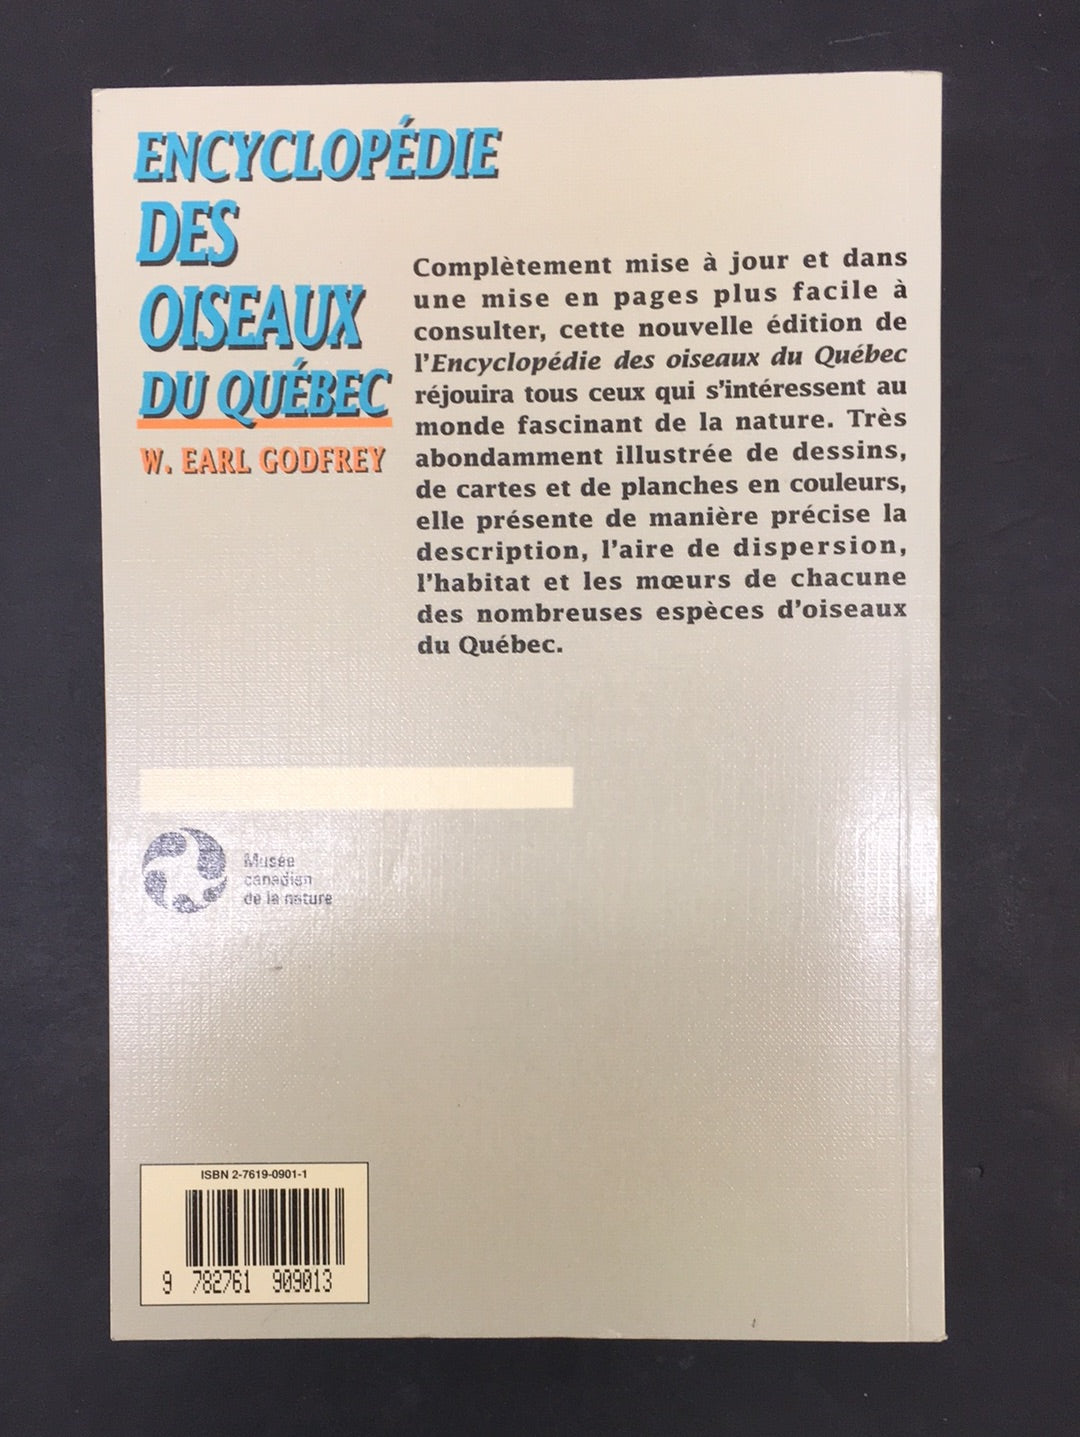 ENCYCLOPÉDIE
DES
OISEAUX
DU QUÉBEC
W. EARL GODFREY
Complètement mise à jour et dans
une mise en pages plus facile à
consulter, cette nouvelle édition de
l'Encyclopédie des oiseaux du Québec
réjouira tous ceux qui s'intéressent au
monde fascinant de la nature. Très
abondamment illustrée de dessins,
de cartes et de planches en couleurs,
elle présente de manière précise la
description, l'aire de dispersion,
l'habitat et les mœurs de chacune
des nombreuses espèces d'oiseaux
du Québec.
Musée
canadien
de la nature
ISBN 2-7619-0901-1
9 782761 909013